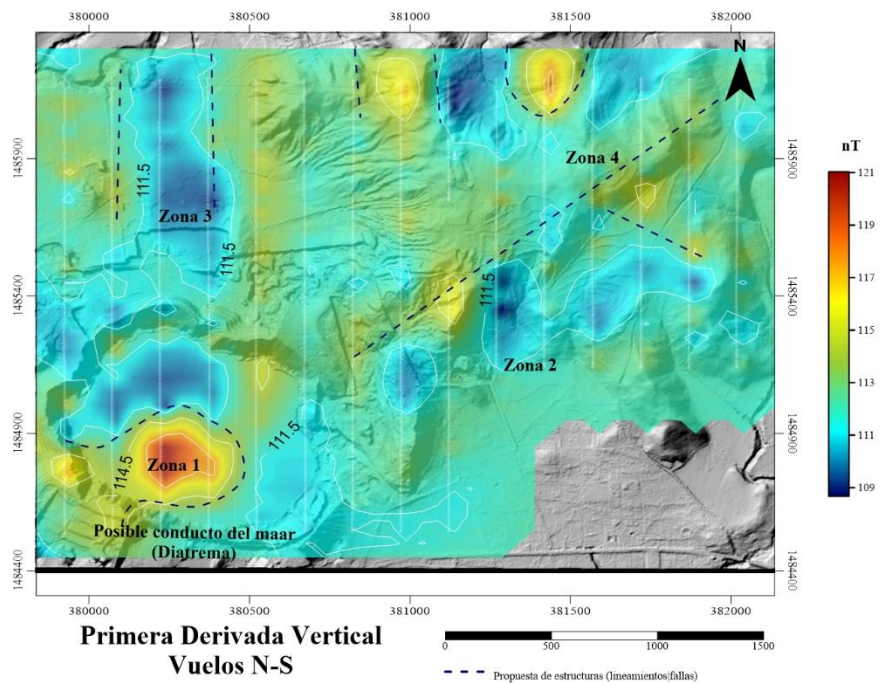 380000 380500 381000 381500 382000
N
1485900 1485900
Zona 4
111.5
Zona 3
111.5
nT
121
119
117
115
113
111
109
1485400 1485400
111.5
Zona 2
1484900 1484900
111.5
Zona 1
114.5
Posible conducto del maar
(Diatrema)
1484400 1484400
380000 380500 381000 381500 382000
Primera Derivada Vertical
Vuelos N-S
0 500 1000 1500
Propuesta de estructuras (lineamientos|fallas)